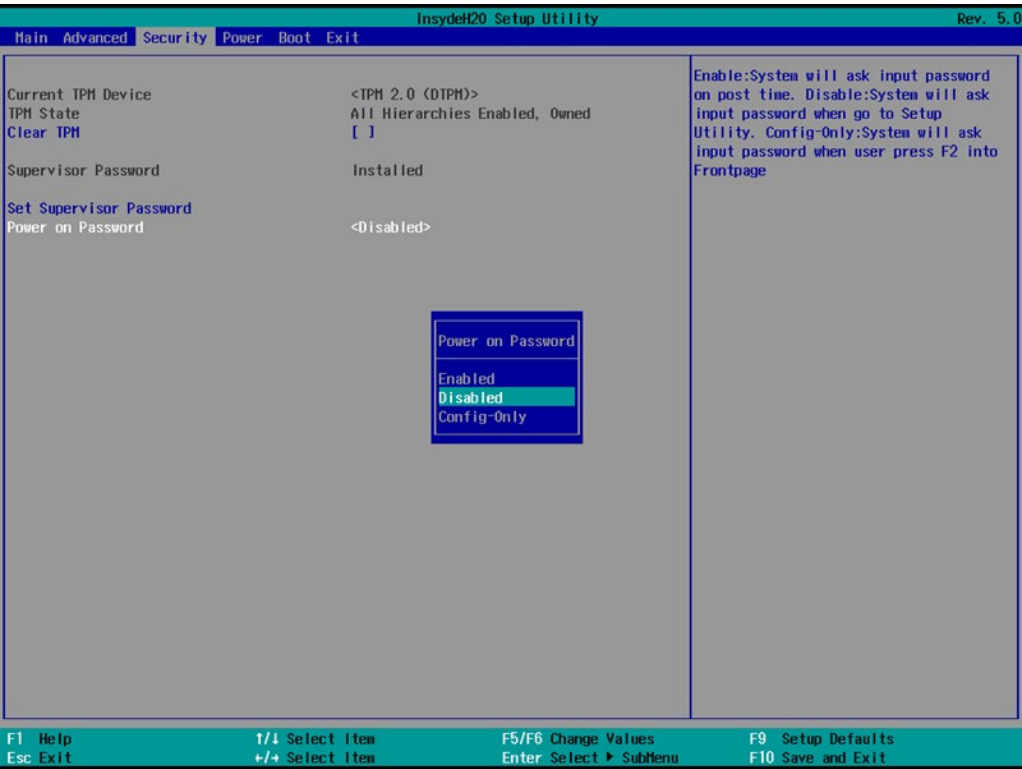 InsydeH20 Setup Utility Rev. 5.0
Main Advanced Security Power Boot Exit
Current TPM Device <TPM 2.0 (DTPM)>
TPM State All Hierarchies Enabled, Owned
Clear TPM [ ]
Supervisor Password Installed
Set Supervisor Password
Power on Password <Disabled>
Enable:System will ask input password
on post time. Disable:System will ask
input password when go to Setup
Utility. Config-Only:System will ask
input password when user press F2 into
Frontpage
Power on Password
Enabled
Disabled
Config-Only
F1 Help ↑/↓ Select Item F5/F6 Change Values F9 Setup Defaults
Esc Exit ←/→ Select Item Enter Select ▶ SubMenu F10 Save and Exit